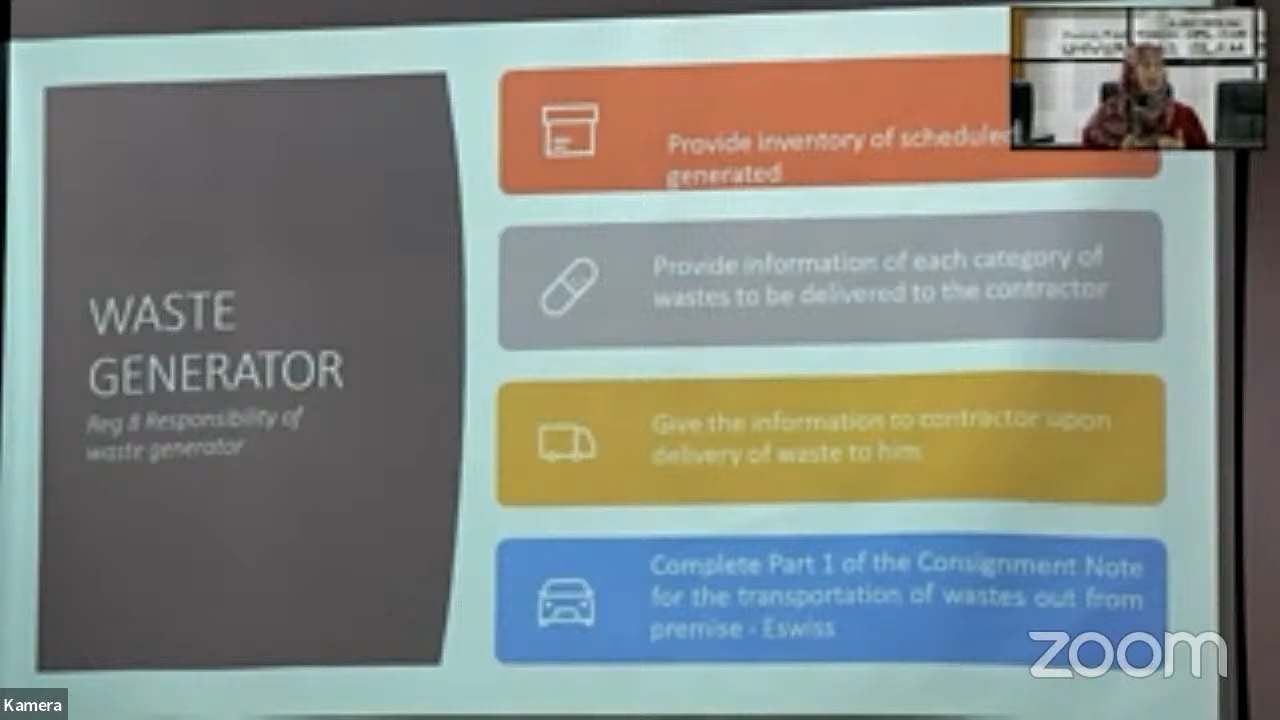 WASTE
GENERATOR
Reg 8 Responsibility of
waste generator
Provide inventory of scheduled
generated
Provide information of each category of
wastes to be delivered to the contractor
Give the information to contractor upon
delivery of waste to him
Complete Part 1 of the Consignment Note
for the transportation of wastes out from
premise - Eswiss
zoom
Kamera